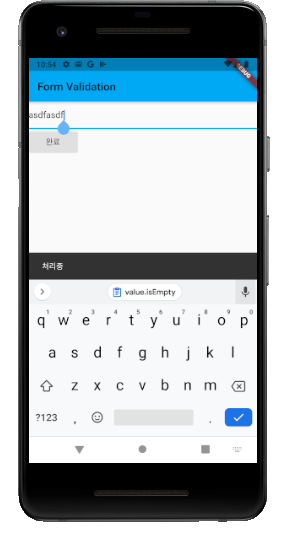 10:54 G
DEBUG
Form Validation
asdfasdf
완료
처리중
value.isEmpty
1 2 3 4 5 6 7 8 9 0
q w e r t y u i o p
a s d f g h j k l
z x c v b n m
?123 , .